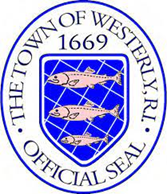 · THE TOWN OF WESTERLY, R.I. ·
1669
OFFICIAL SEAL